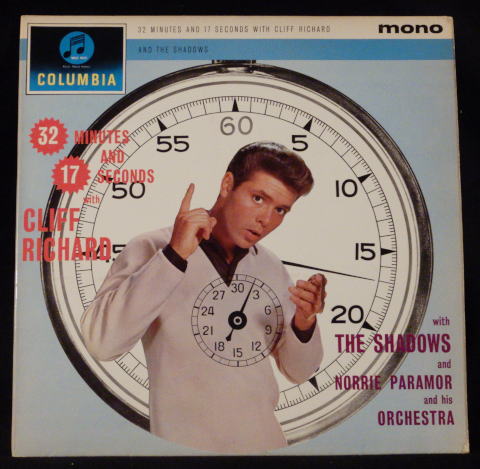 32 MINUTES AND 17 SECONDS WITH CLIFF RICHARD
mono
AND THE SHADOWS
COLUMBIA
32 MINUTES
AND
17 SECONDS
with
CLIFF
RICHARD
60
55
5
50
10
15
20
30
27
3
24
6
21
9
18
12
15
with
THE SHADOWS
and
NORRIE PARAMOR
and his
ORCHESTRA